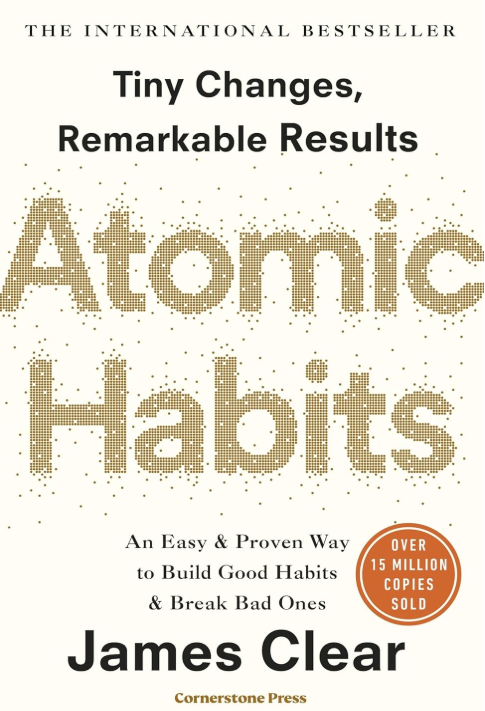 THE INTERNATIONAL BESTSELLER
Tiny Changes,
Remarkable Results
Atomic
Habits
An Easy & Proven Way
to Build Good Habits
& Break Bad Ones
OVER
15 MILLION
COPIES
SOLD
James Clear
Cornerstone Press